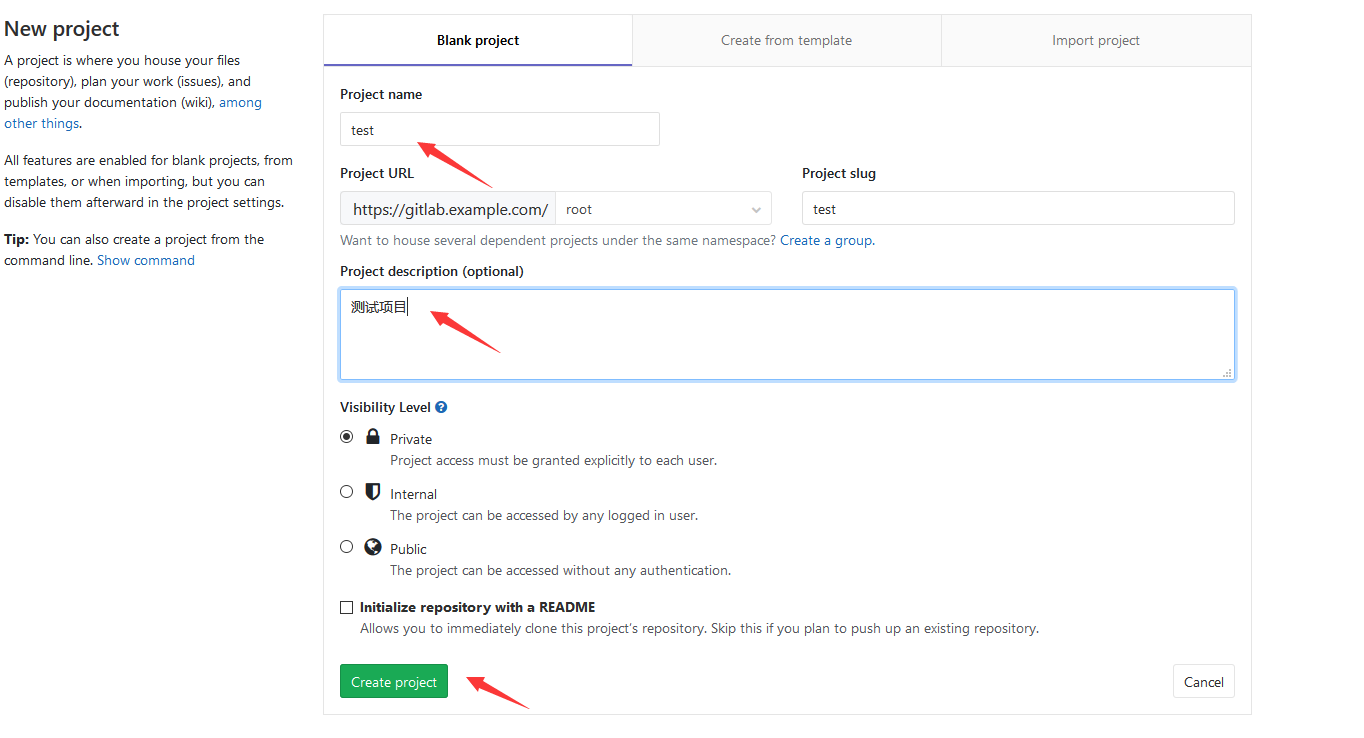 New project
A project is where you house your files
(repository), plan your work (issues), and
publish your documentation (wiki), among
other things.
All features are enabled for blank projects, from
templates, or when importing, but you can
disable them afterward in the project settings.
Tip: You can also create a project from the
command line. Show command
Blank project
Create from template
Import project
Project name
test
Project URL
Project slug
https://gitlab.example.com/
root
test
Want to house several dependent projects under the same namespace? Create a group.
Project description (optional)
测试项目
Visibility Level
Private
Project access must be granted explicitly to each user.
Internal
The project can be accessed by any logged in user.
Public
The project can be accessed without any authentication.
Initialize repository with a README
Allows you to immediately clone this project's repository. Skip this if you plan to push up an existing repository.
Create project
Cancel